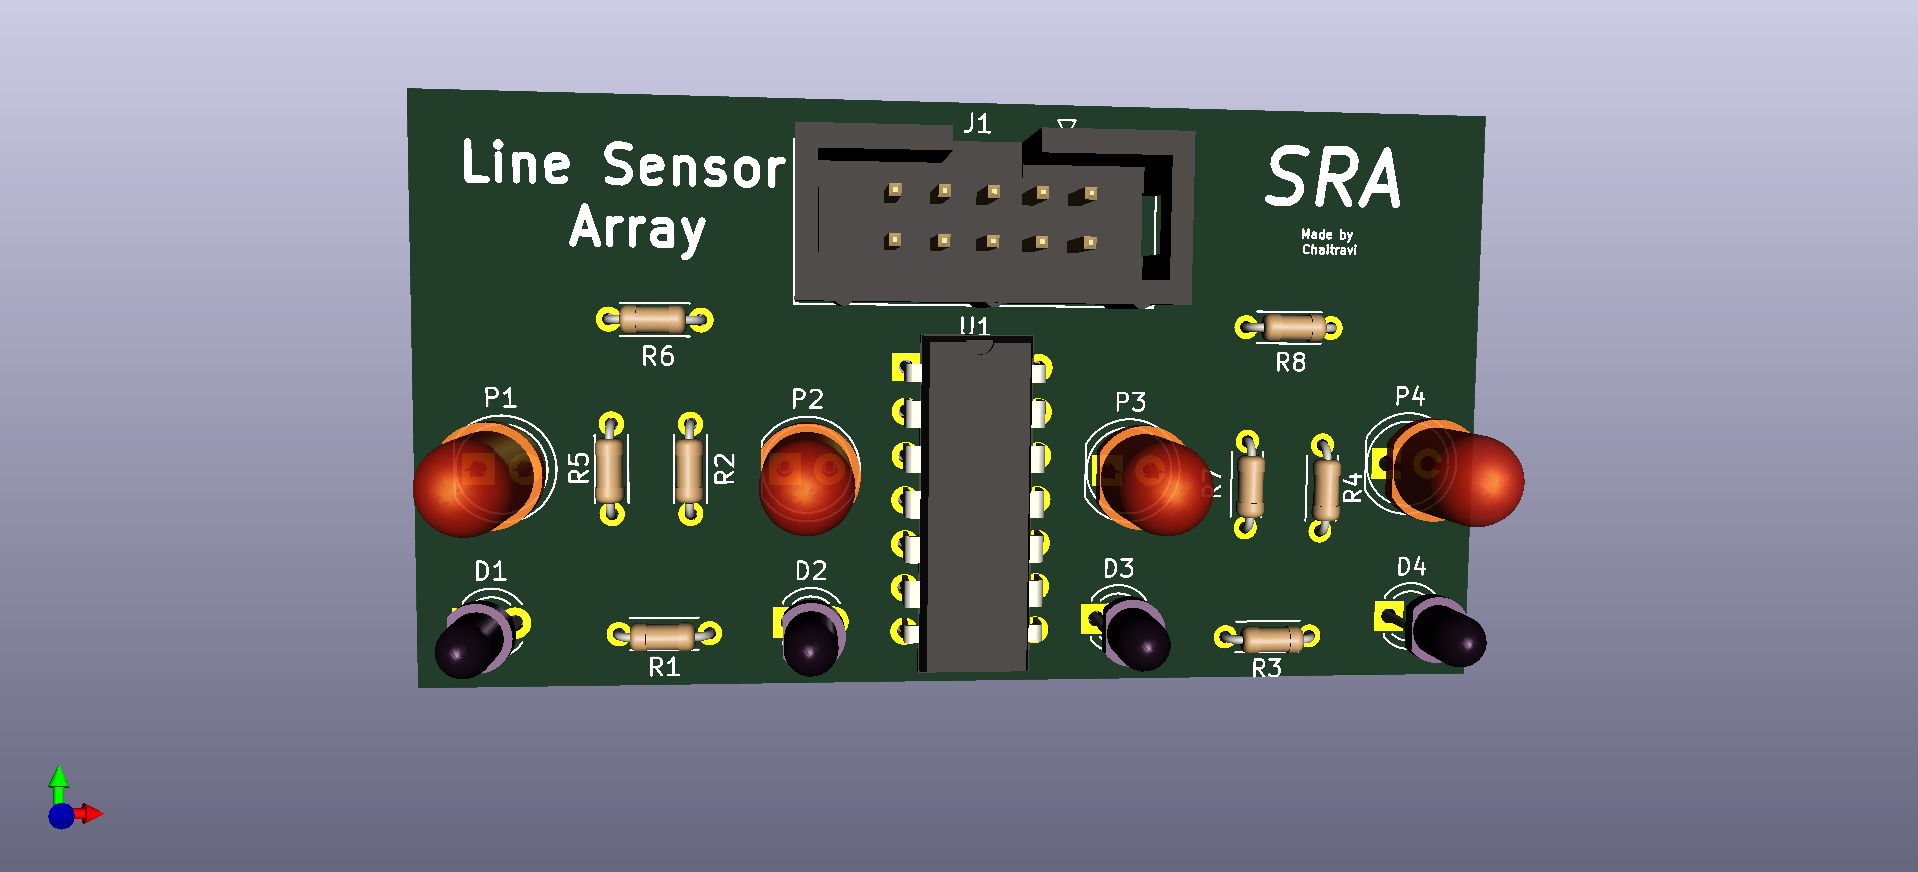 J1
Line Sensor
Array
SRA
Made by
Chaitravi
U1
R6
R8
P1
P2
P3
P4
R5
R2
R7
R4
D1
D2
D3
D4
R1
R3